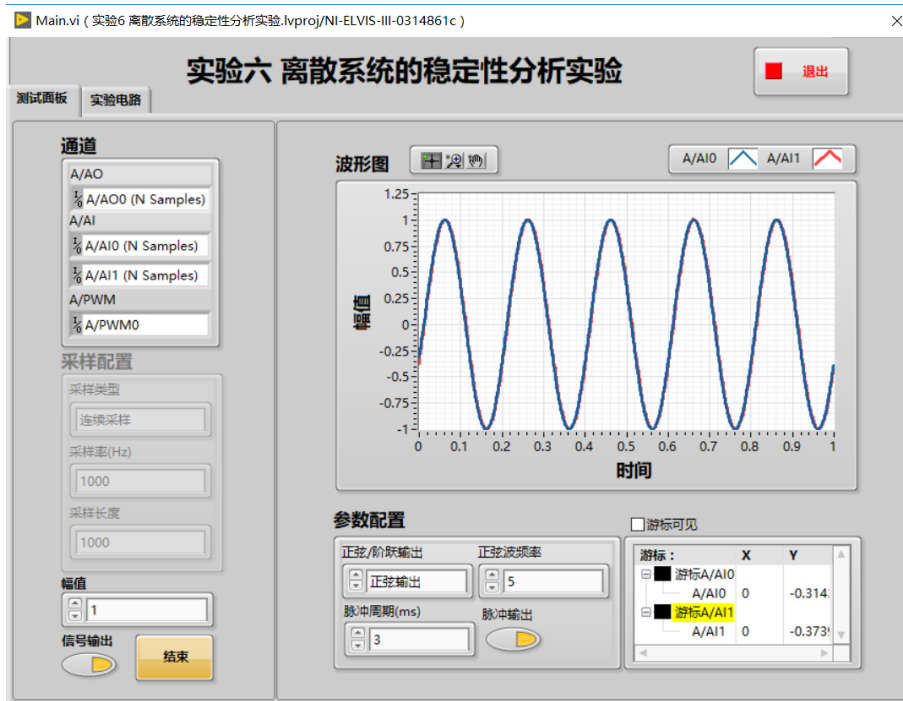 Main.vi（实验6 离散系统的稳定性分析实验.lvproj/NI-ELVIS-III-0314861c）
实验六 离散系统的稳定性分析实验
退出
测试面板
实验电路
通道
A/AO
A/AO0 (N Samples)
A/AI
A/AI0 (N Samples)
A/AI1 (N Samples)
A/PWM
A/PWM0
采样配置
采样类型
连续采样
采样率(Hz)
1000
采样长度
1000
幅值
1
信号输出
结束
波形图
A/AI0
A/AI1
1.25
1
0.75
0.5
0.25
0
-0.25
-0.5
-0.75
-1
幅值
0 0.1 0.2 0.3 0.4 0.5 0.6 0.7 0.8 0.9 1
时间
参数配置
正弦/阶跃输出 正弦波频率
正弦输出 5
脉冲周期(ms) 脉冲输出
3
游标可见
游标： X Y
游标A/AI0
A/AI0 0 -0.314
游标A/AI1
A/AI1 0 -0.373